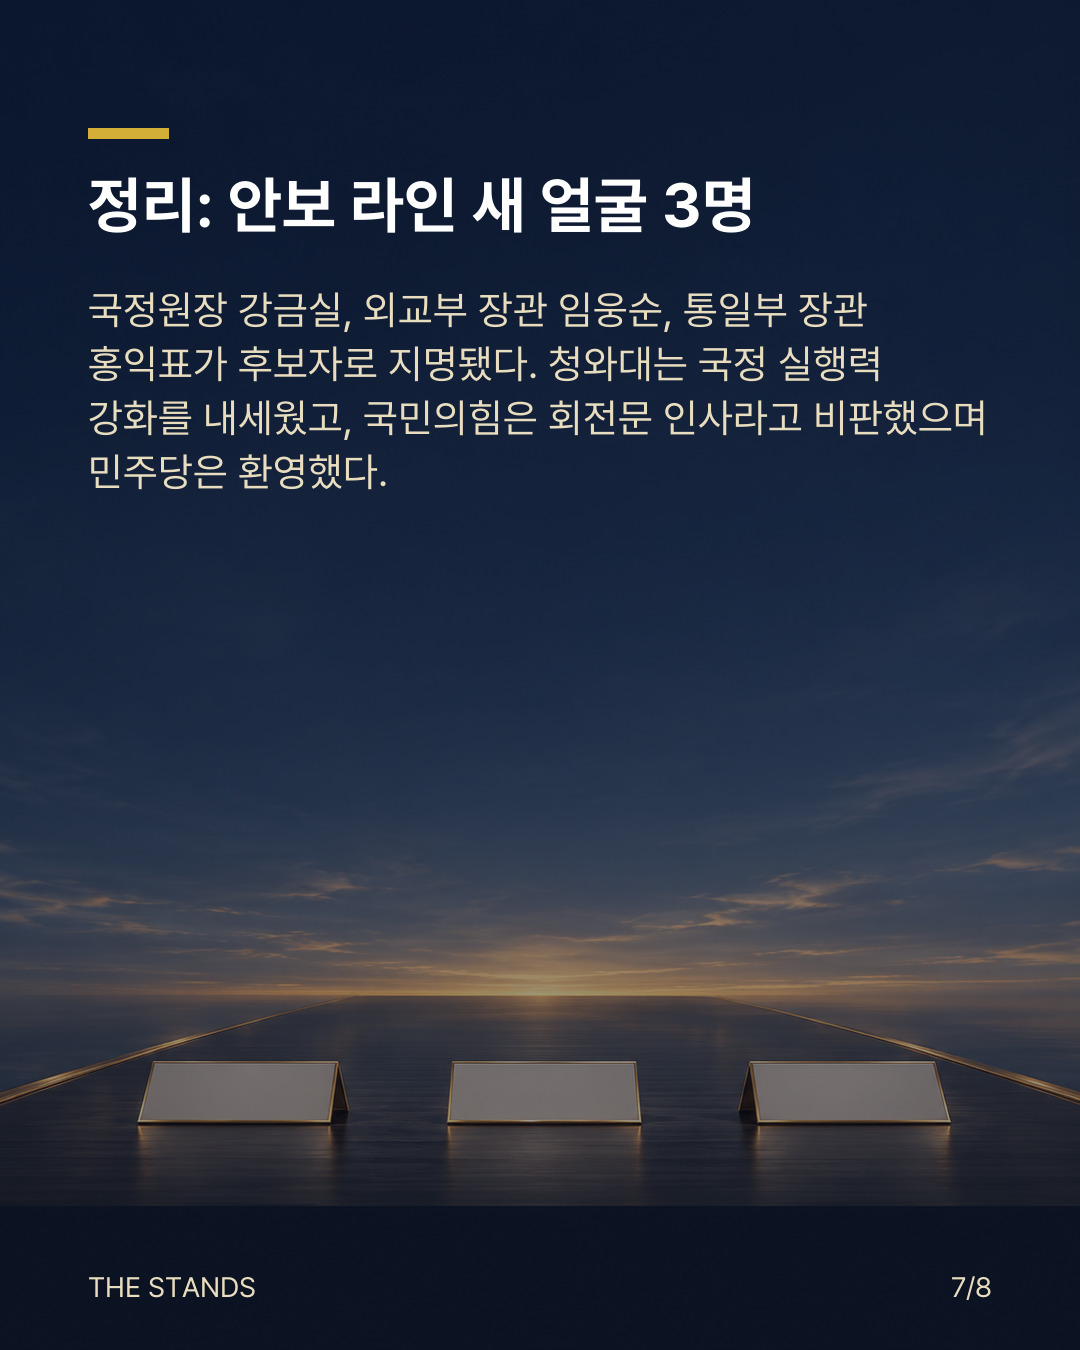 정리: 안보 라인 새 얼굴 3명
국정원장 강금실, 외교부 장관 임웅순, 통일부 장관
홍익표가 후보자로 지명됐다. 청와대는 국정 실행력
강화를 내세웠고, 국민의힘은 회전문 인사라고 비판했으며
민주당은 환영했다.
THE STANDS
7/8